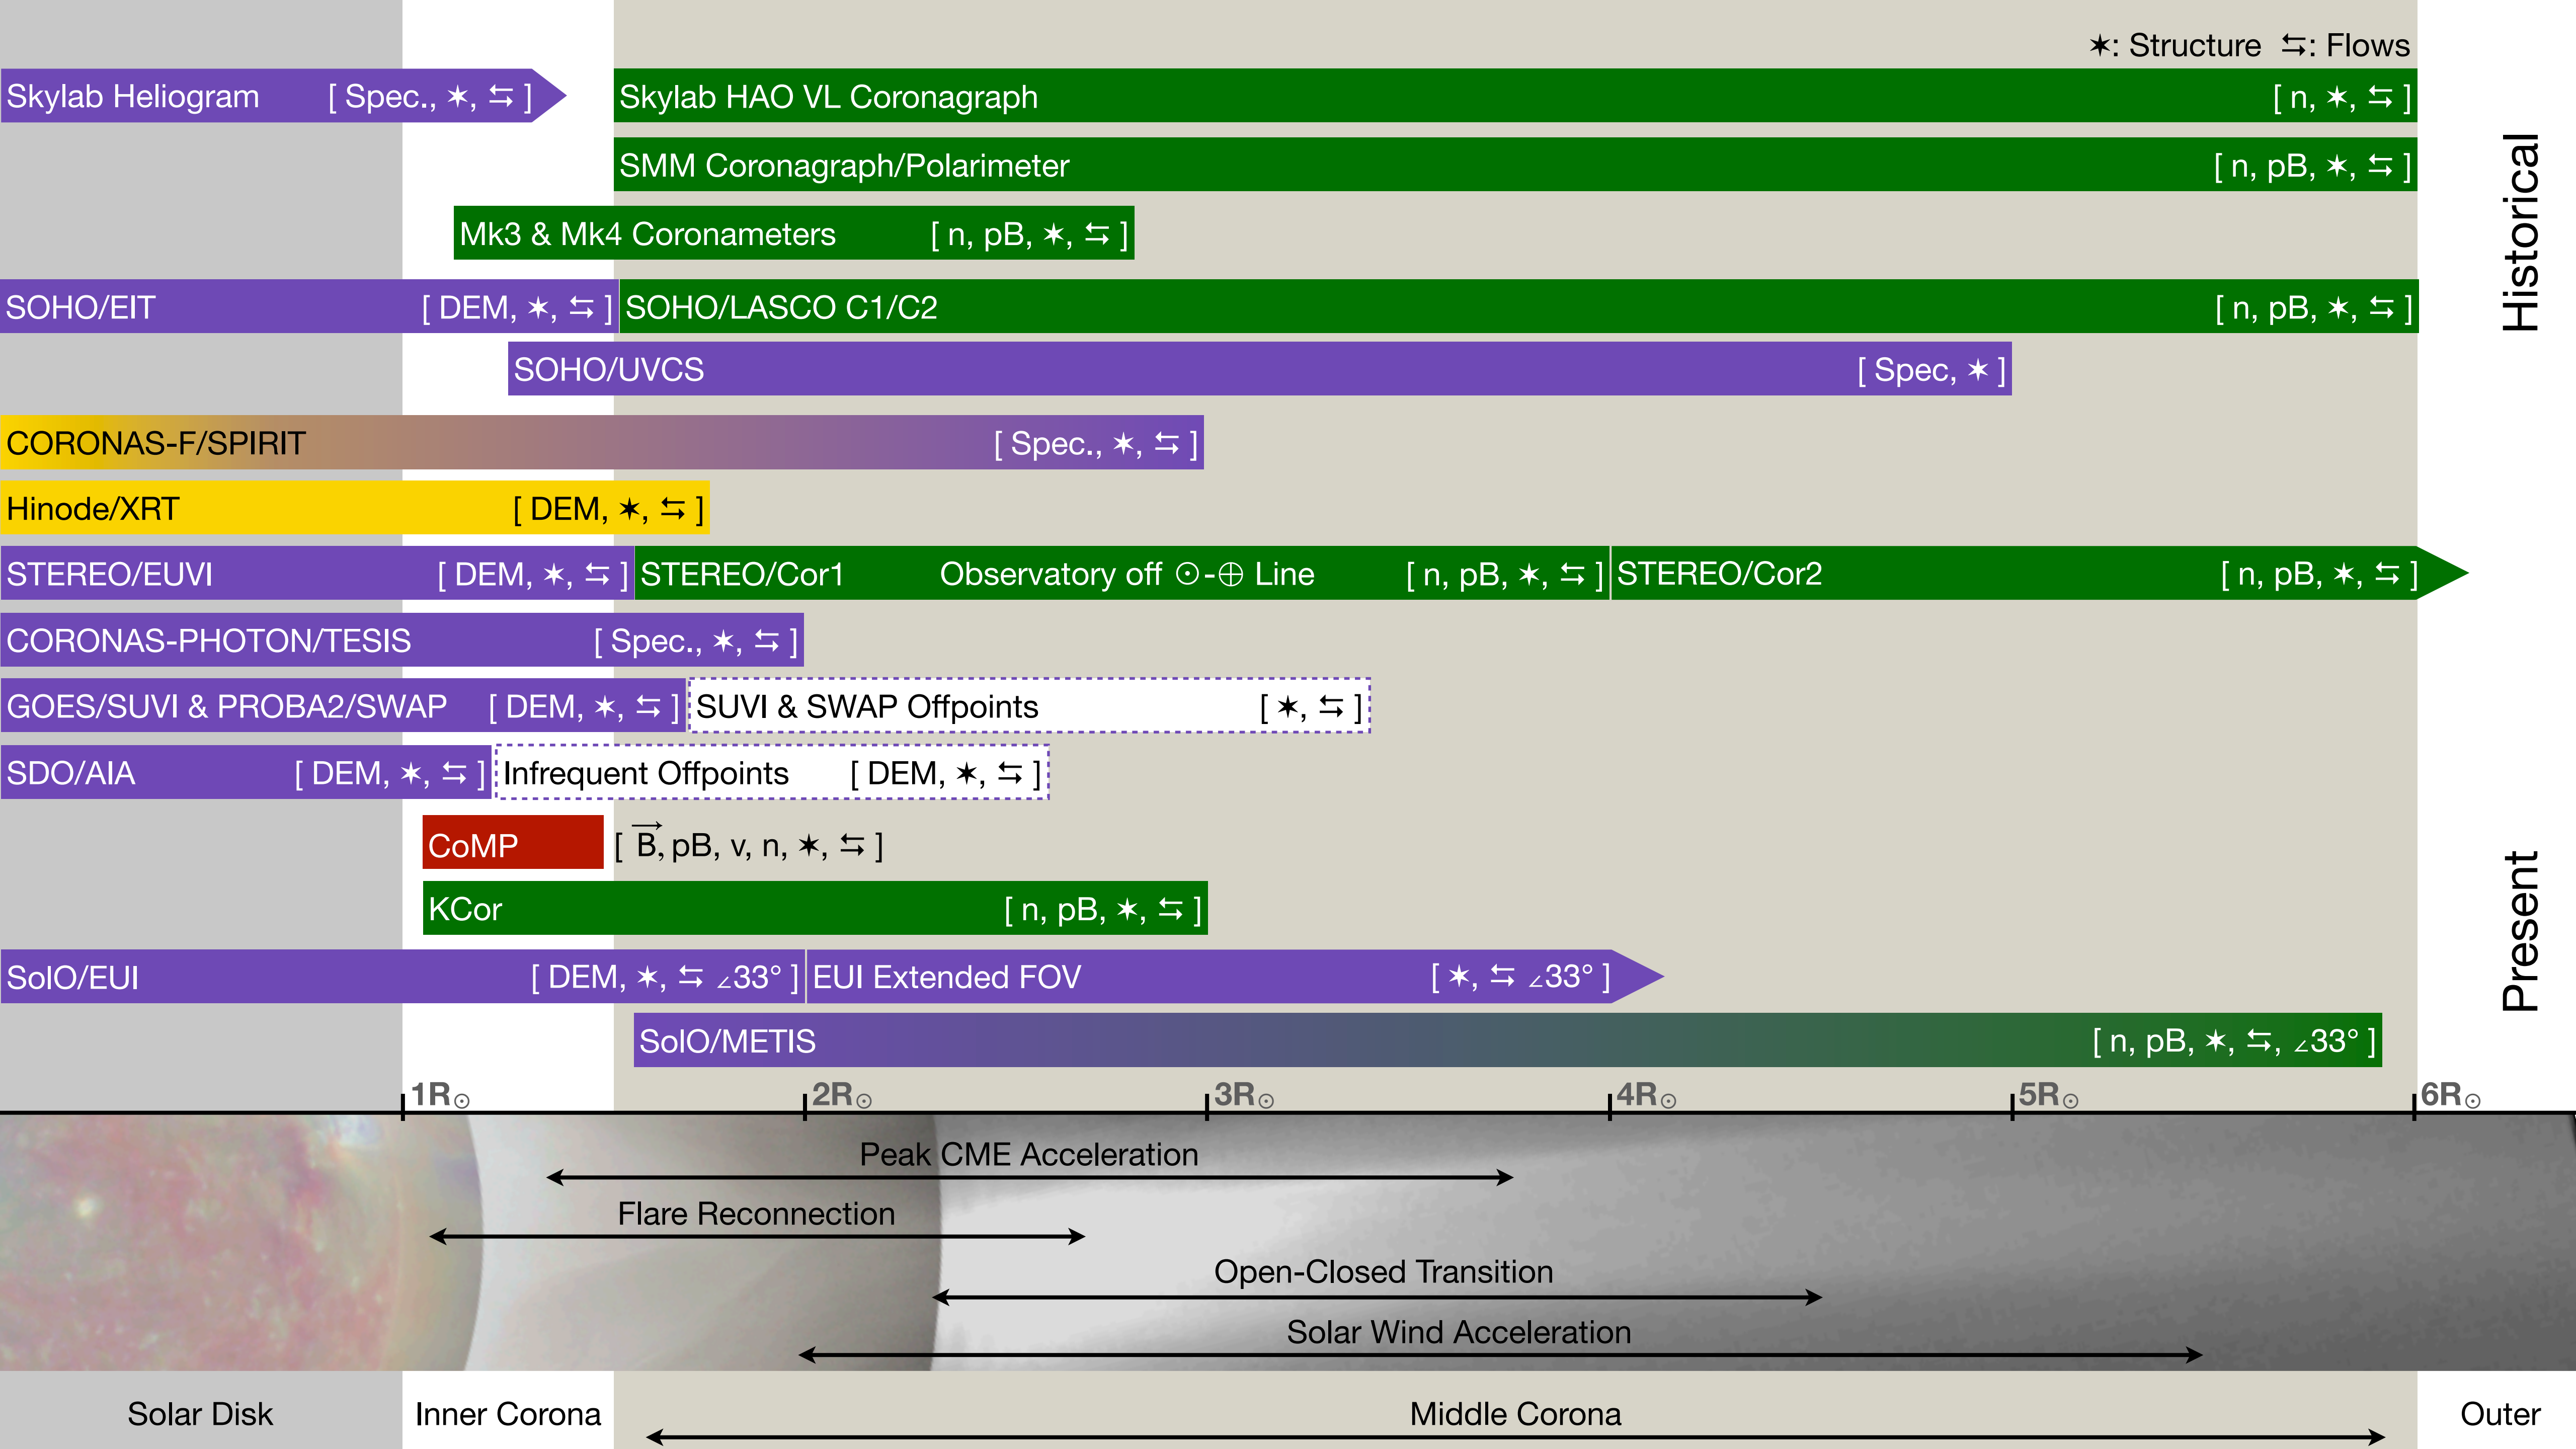 ✶: Structure ⇆: Flows
Skylab Heliogram [ Spec., ✶, ⇆ ] Skylab HAO VL Coronagraph [ n, ✶, ⇆ ]
SMM Coronagraph/Polarimeter [ n, pB, ✶, ⇆ ]
Mk3 & Mk4 Coronameters [ n, pB, ✶, ⇆ ]
Historical
SOHO/EIT [ DEM, ✶, ⇆ ] SOHO/LASCO C1/C2 [ n, pB, ✶, ⇆ ]
SOHO/UVCS [ Spec, ✶ ]
CORONAS-F/SPIRIT [ Spec., ✶, ⇆ ]
Hinode/XRT [ DEM, ✶, ⇆ ]
STEREO/EUVI [ DEM, ✶, ⇆ ] STEREO/Cor1 Observatory off ⊙-⊕ Line [ n, pB, ✶, ⇆ ] STEREO/Cor2 [ n, pB, ✶, ⇆ ]
CORONAS-PHOTON/TESIS [ Spec., ✶, ⇆ ]
GOES/SUVI & PROBA2/SWAP [ DEM, ✶, ⇆ ] SUVI & SWAP Offpoints [ ✶, ⇆ ]
SDO/AIA [ DEM, ✶, ⇆ ] Infrequent Offpoints [ DEM, ✶, ⇆ ]
CoMP [ B⃗, pB, v, n, ✶, ⇆ ]
KCor [ n, pB, ✶, ⇆ ]
Present
SolO/EUI [ DEM, ✶, ⇆ ∠33° ] EUI Extended FOV [ ✶, ⇆ ∠33° ]
SolO/METIS [ n, pB, ✶, ⇆, ∠33° ]
1R⊙ 2R⊙ 3R⊙ 4R⊙ 5R⊙ 6R⊙
Peak CME Acceleration
Flare Reconnection
Open-Closed Transition
Solar Wind Acceleration
Solar Disk Inner Corona Middle Corona Outer